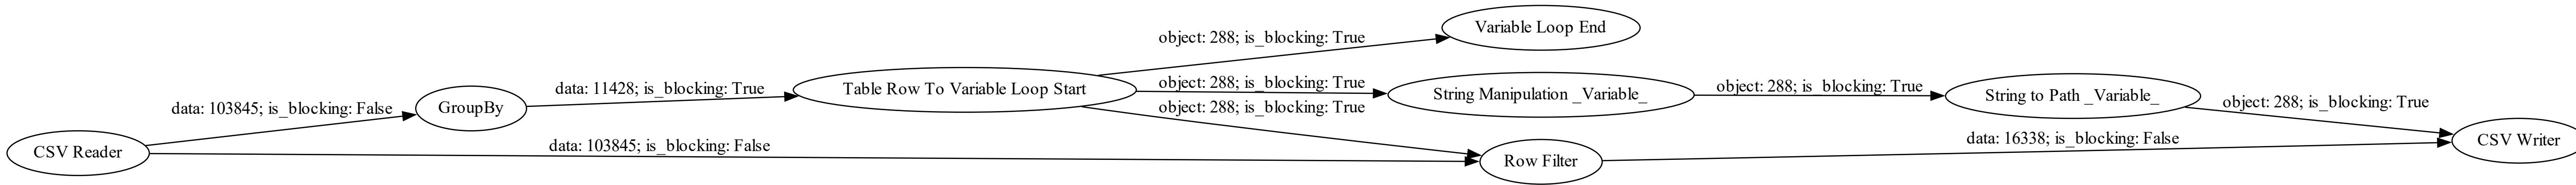 CSV Reader
data: 103845; is_blocking: False
GroupBy
data: 11428; is_blocking: True
Table Row To Variable Loop Start
data: 103845; is_blocking: False
object: 288; is_blocking: True
Variable Loop End
object: 288; is_blocking: True
String Manipulation _Variable_
object: 288; is_blocking: True
Row Filter
object: 288; is_blocking: True
String to Path _Variable_
object: 288; is_blocking: True
data: 16338; is_blocking: False
CSV Writer